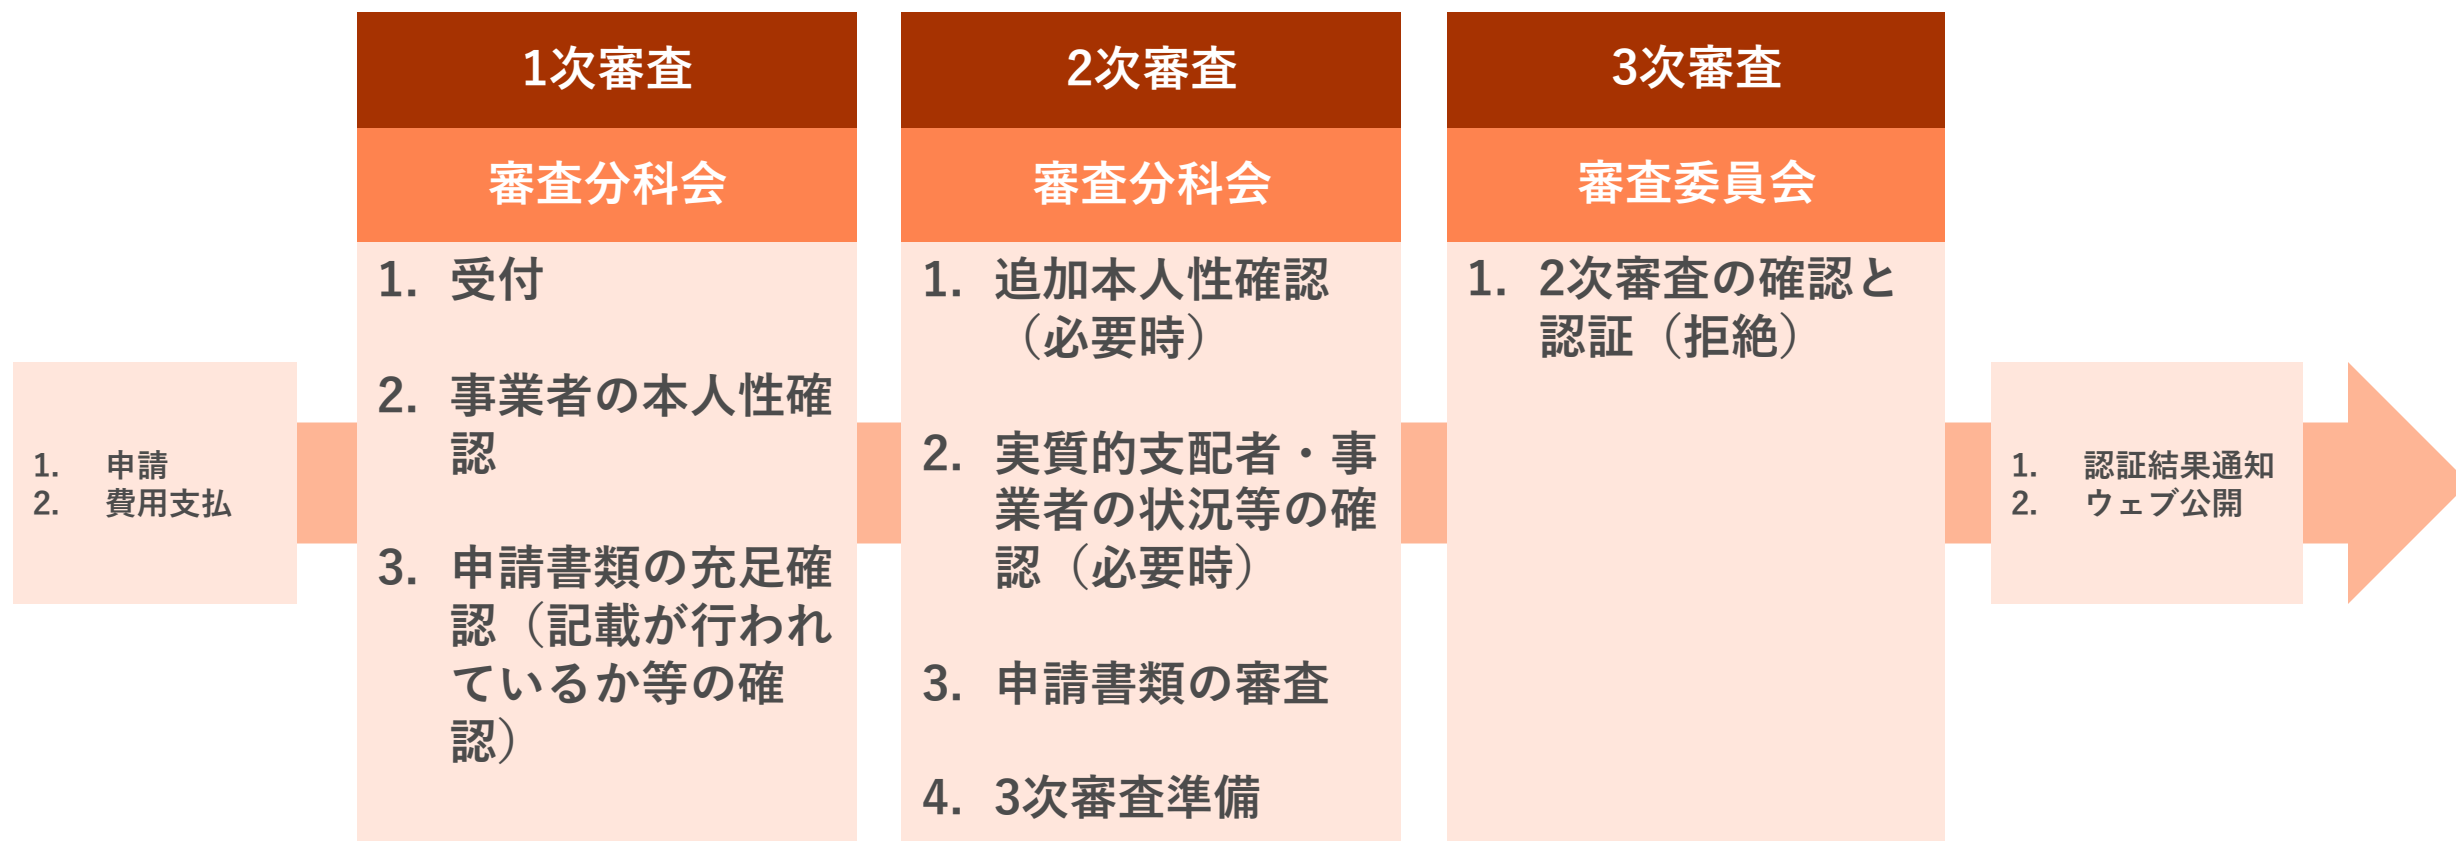 1. 申請
2. 費用支払
1次審査
審査分科会
1. 受付
2. 事業者の本人性確
認
3. 申請書類の充足確
認（記載が行われ
ているか等の確
認）
2次審査
審査分科会
1. 追加本人性確認
（必要時）
2. 実質的支配者・事
業者の状況等の確
認（必要時）
3. 申請書類の審査
4. 3次審査準備
3次審査
審査委員会
1. 2次審査の確認と
認証（拒絶）
1. 認証結果通知
2. ウェブ公開